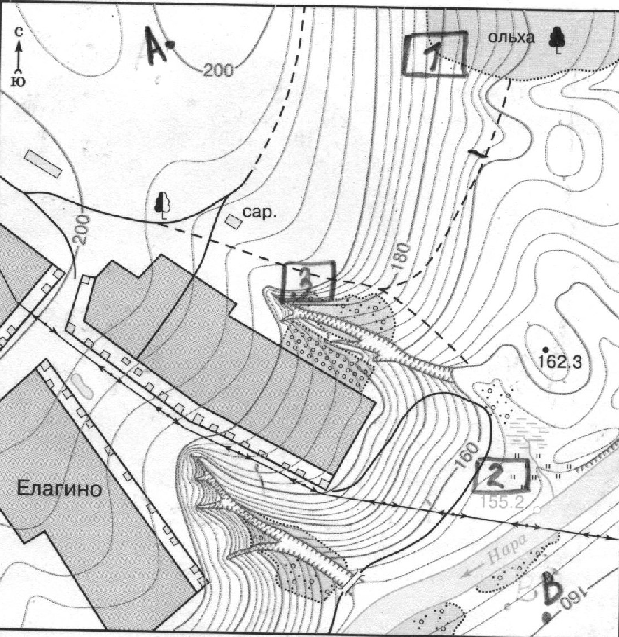 С
Ю
А
200
1
ольха
200
сар.
180
3
162.3
160
2
155.2
Елагино
Нара
В
160